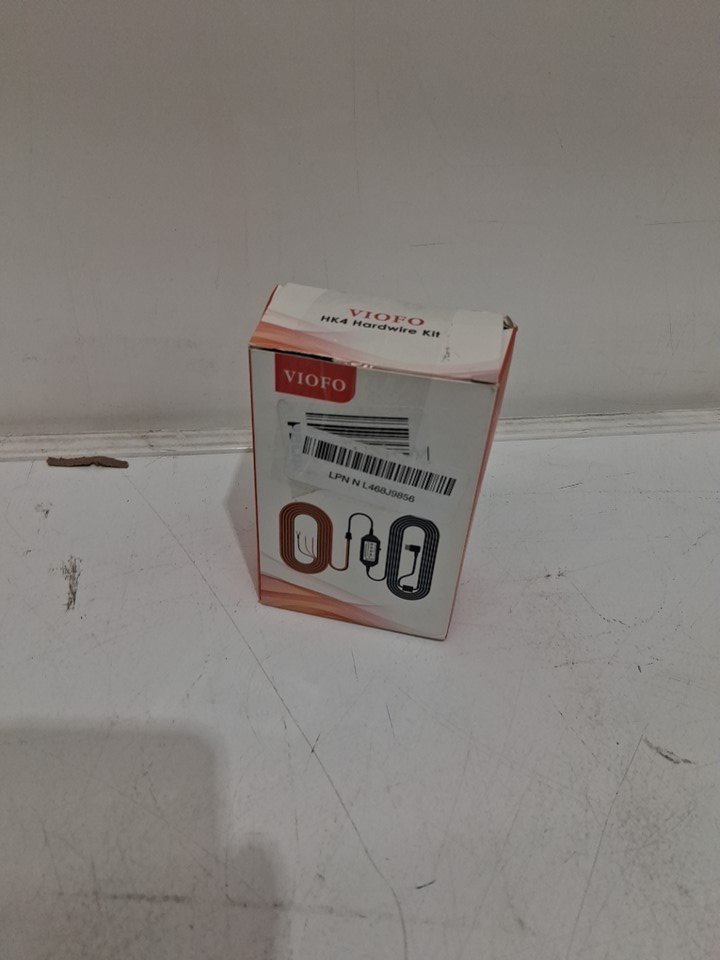 VIOFO
HK4 Hardwire Kit
VIOFO
LPN N L468J9856